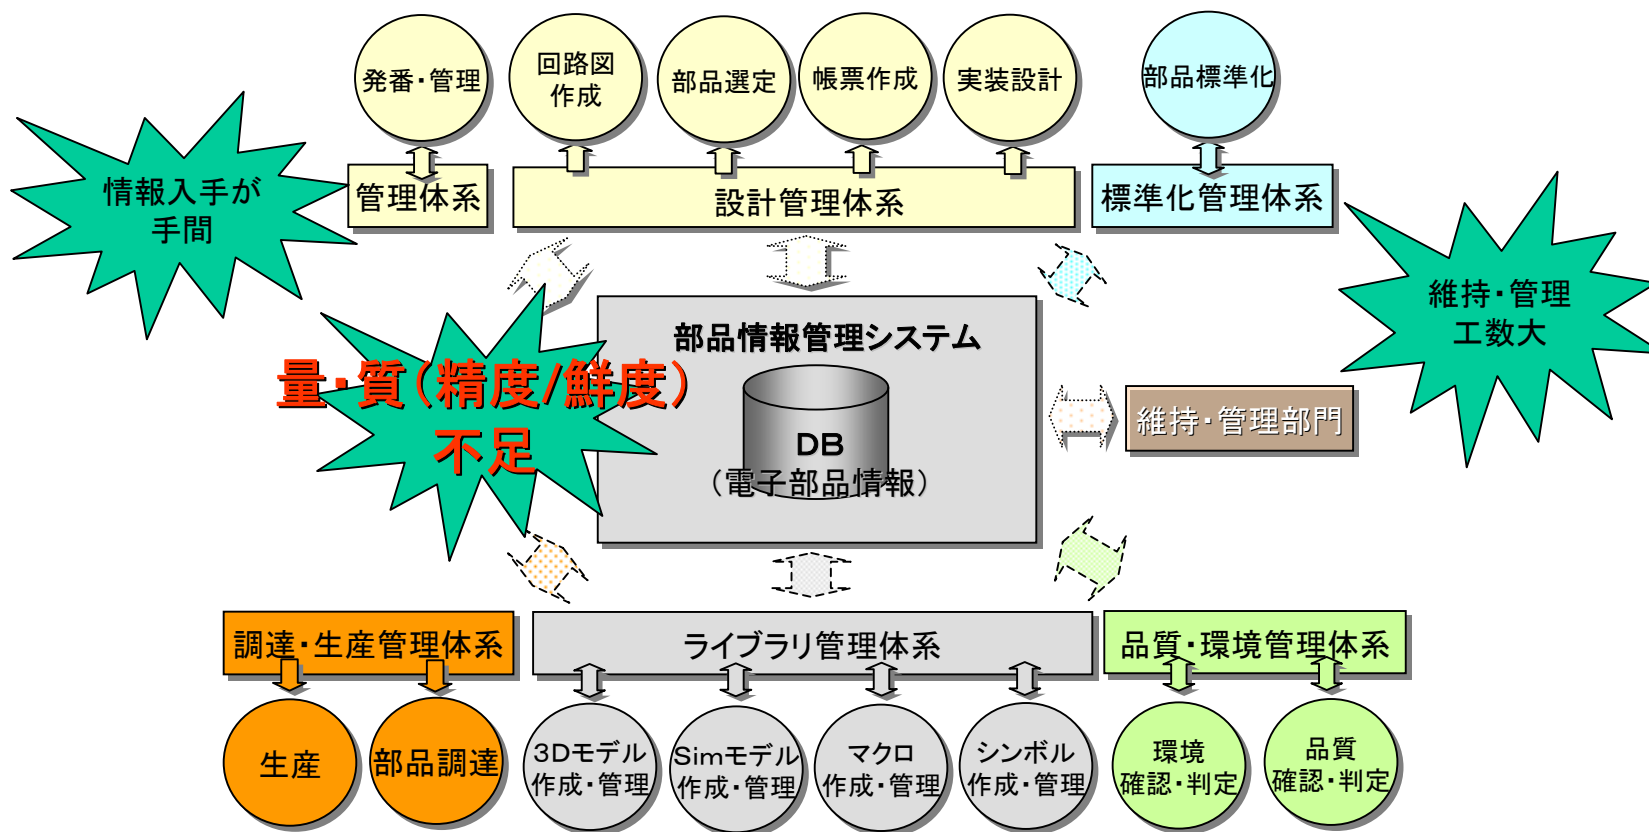 発番・管理
回路図
作成
部品選定
帳票作成
実装設計
部品標準化
情報入手が
手間
管理体系
設計管理体系
標準化管理体系
維持・管理
工数大
部品情報管理システム
量・質(精度/鮮度)
不足
DB
(電子部品情報)
維持・管理部門
調達・生産管理体系
ライブラリ管理体系
品質・環境管理体系
生産
部品調達
3Dモデル
作成・管理
Simモデル
作成・管理
マクロ
作成・管理
シンボル
作成・管理
環境
確認・判定
品質
確認・判定